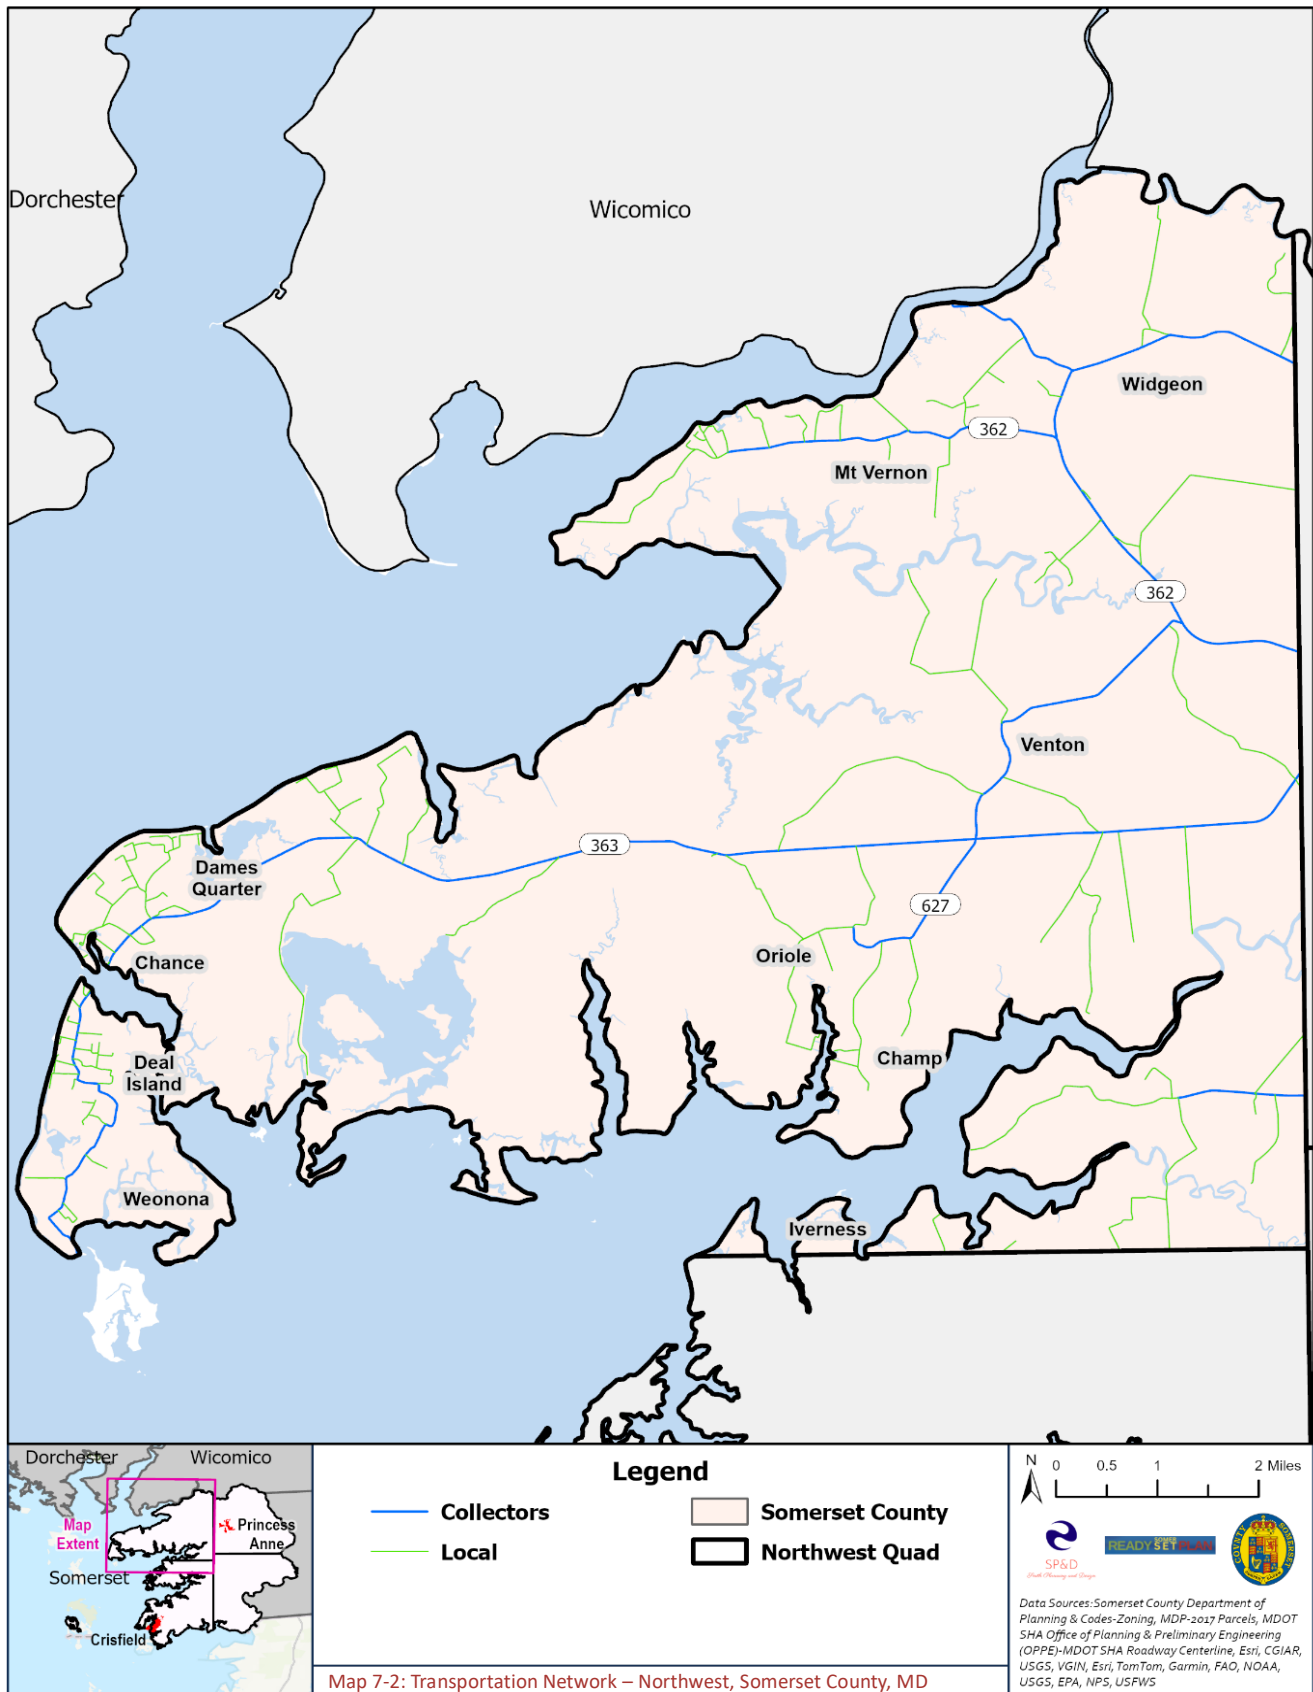 Dorchester
Wicomico
Widgeon
362
Mt Vernon
362
Venton
363
Dames
Quarter
627
Oriole
Chance
Champ
Deal
Island
Weonona
Iverness
Dorchester
Wicomico
Map
Extent
Princess
Anne
Somerset
Crisfield
Legend
Collectors
Local
Somerset County
Northwest Quad
Map 7-2: Transportation Network – Northwest, Somerset County, MD
N
0 0.5 1 2 Miles
SP&D
READY SET PLAN
COUNTY SOMERSET
Data Sources:Somerset County Department of
Planning & Codes-Zoning, MDP-2017 Parcels, MDOT
SHA Office of Planning & Preliminary Engineering
(OPPE)-MDOT SHA Roadway Centerline, Esri, CGIAR,
USGS, VGIN, Esri, TomTom, Garmin, FAO, NOAA,
USGS, EPA, NPS, USFWS